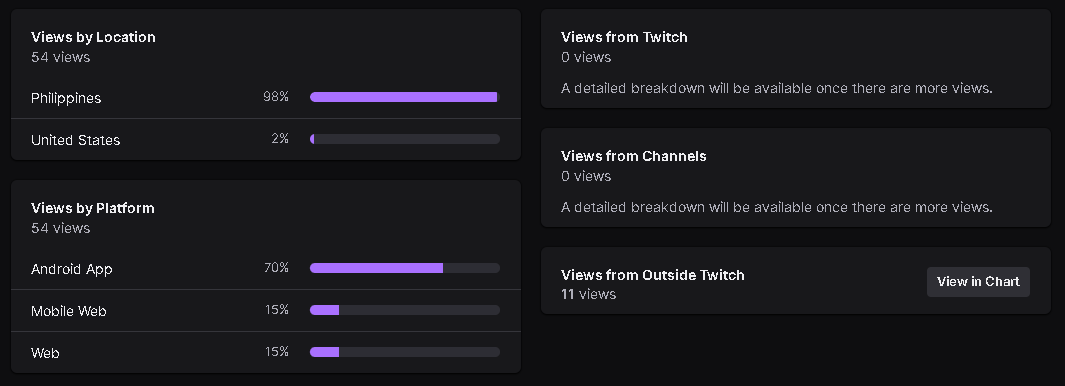 Views by Location
54 views
Philippines 98%
United States 2%
Views by Platform
54 views
Android App 70%
Mobile Web 15%
Web 15%
Views from Twitch
0 views
A detailed breakdown will be available once there are more views.
Views from Channels
0 views
A detailed breakdown will be available once there are more views.
Views from Outside Twitch
11 views
View in Chart